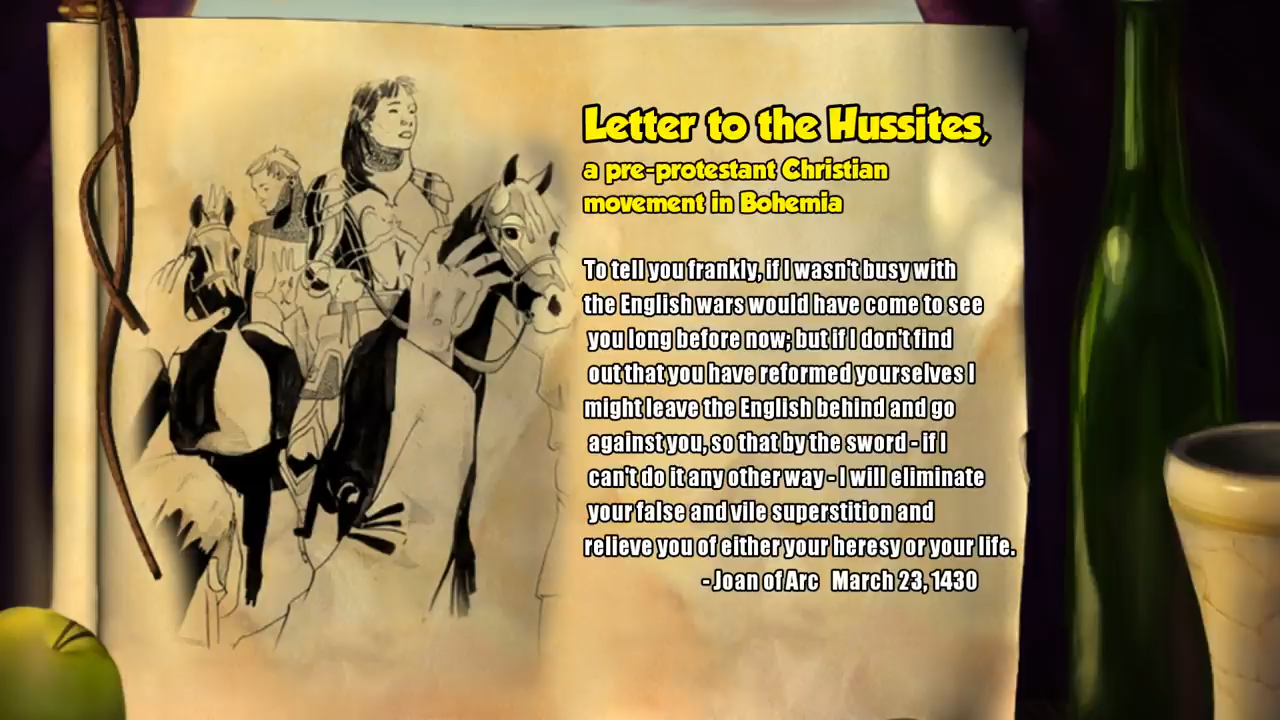 Letter to the Hussites,
a pre-protestant Christian
movement in Bohemia
To tell you frankly, if I wasn't busy with
the English wars would have come to see
you long before now; but if I don't find
out that you have reformed yourselves I
might leave the English behind and go
against you, so that by the sword - if I
can't do it any other way - I will eliminate
your false and vile superstition and
relieve you of either your heresy or your life.
- Joan of Arc March 23, 1430